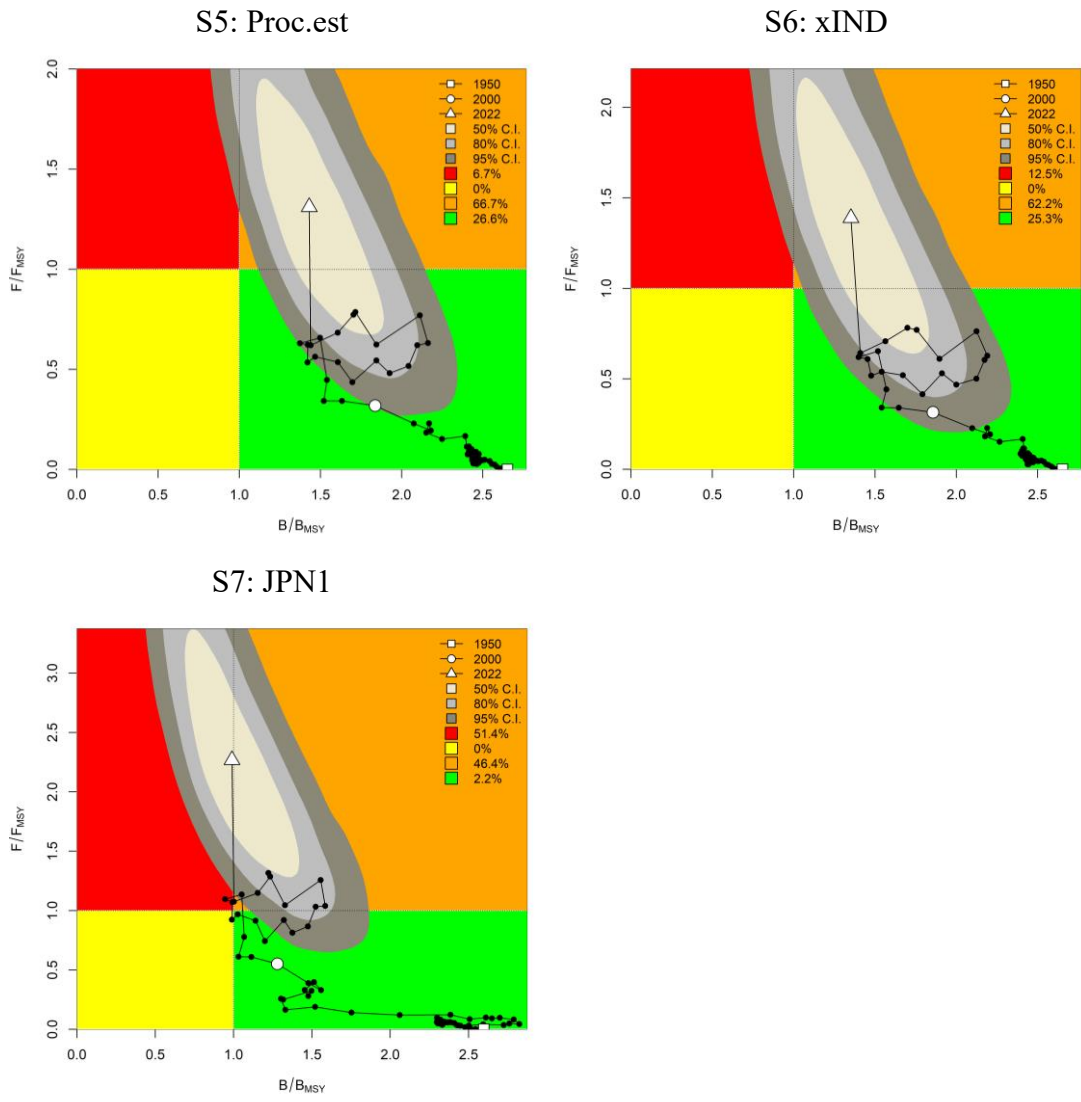 S5: Proc.est
2.0
1.5
1.0
0.5
0.0
F/F_MSY
0.0 0.5 1.0 1.5 2.0 2.5
B/B_MSY
1950
2000
2022
50% C.I.
80% C.I.
95% C.I.
6.7%
0%
66.7%
26.6%
S6: xIND
2.0
1.5
1.0
0.5
0.0
F/F_MSY
0.0 0.5 1.0 1.5 2.0 2.5
B/B_MSY
1950
2000
2022
50% C.I.
80% C.I.
95% C.I.
12.5%
0%
62.2%
25.3%
S7: JPN1
3.0
2.5
2.0
1.5
1.0
0.5
0.0
F/F_MSY
0.0 0.5 1.0 1.5 2.0 2.5
B/B_MSY
1950
2000
2022
50% C.I.
80% C.I.
95% C.I.
51.4%
0%
46.4%
2.2%